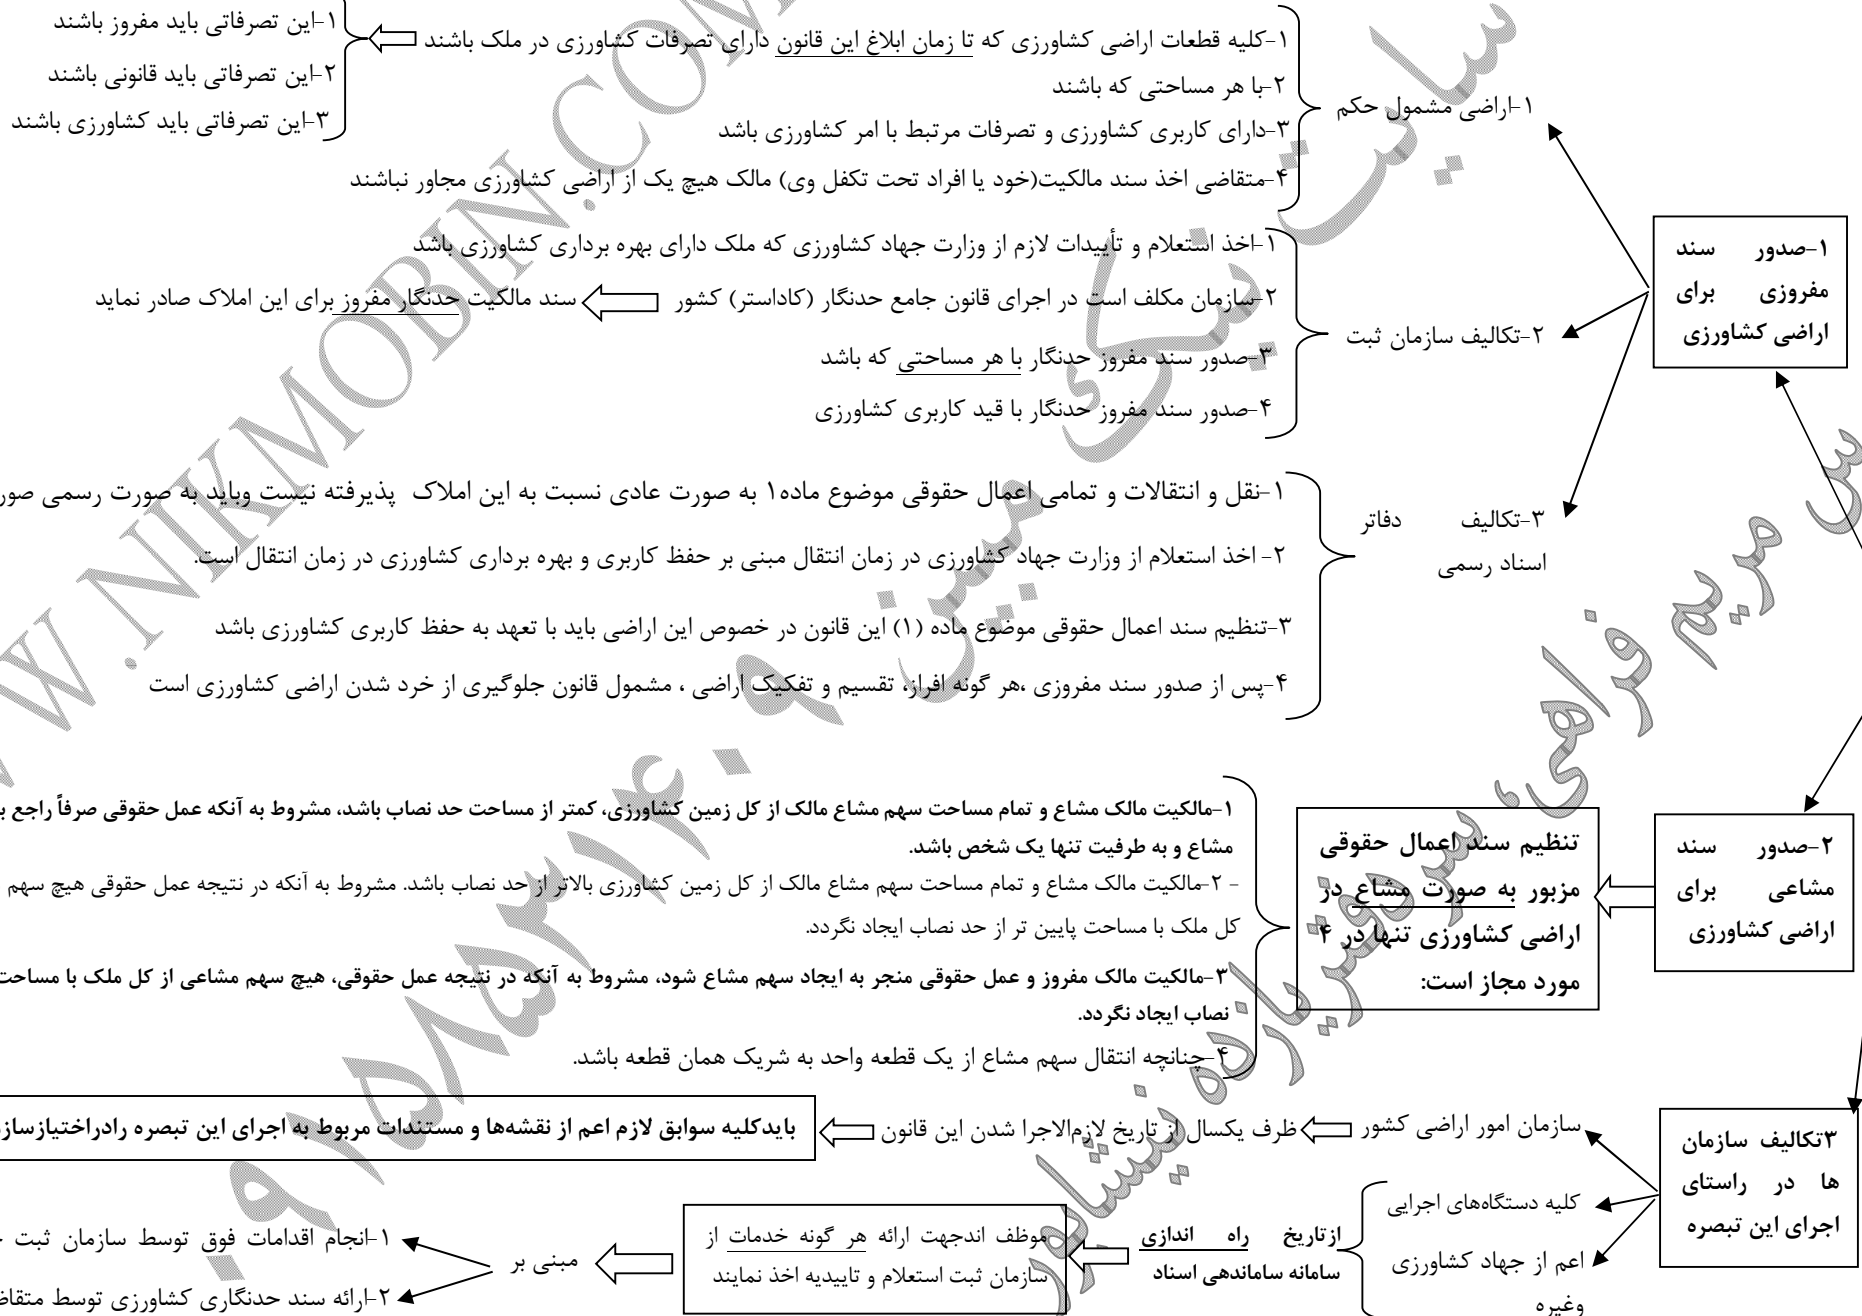 ۱-صدور سند
مفروزی برای
اراضی کشاورزی
۱-اراضی مشمول حکم
۱-کلیه قطعات اراضی کشاورزی که تا زمان ابلاغ این قانون دارای تصرفات کشاورزی در ملک باشند
۱-این تصرفاتی باید مفروز باشند
۲-این تصرفاتی باید قانونی باشند
۳-این تصرفاتی باید کشاورزی باشند
۲-با هر مساحتی که باشند
۳-دارای کاربری کشاورزی و تصرفات مرتبط با امر کشاورزی باشد
۴-متقاضی اخذ سند مالکیت(خود یا افراد تحت تکفل وی) مالک هیچ یک از اراضی کشاورزی مجاور نباشند
۲-تکالیف سازمان ثبت
۱-اخذ استعلام و تأییدات لازم از وزارت جهاد کشاورزی که ملک دارای بهره برداری کشاورزی باشد
۲-سازمان مکلف است در اجرای قانون جامع حدنگار (کاداستر) کشور سند مالکیت حدنگار مفروز برای این املاک صادر نماید
۳-صدور سند مفروز حدنگار با هر مساحتی که باشد
۴-صدور سند مفروز حدنگار با قید کاربری کشاورزی
۳-تکالیف دفاتر
اسناد رسمی
۱-نقل و انتقالات و تمامی اعمال حقوقی موضوع ماده۱ به صورت عادی نسبت به این املاک پذیرفته نیست وباید به صورت رسمی صور
۲- اخذ استعلام از وزارت جهاد کشاورزی در زمان انتقال مبنی بر حفظ کاربری و بهره برداری کشاورزی در زمان انتقال است.
۳-تنظیم سند اعمال حقوقی موضوع ماده (۱) این قانون در خصوص این اراضی باید با تعهد به حفظ کاربری کشاورزی باشد
۴-پس از صدور سند مفروزی ،هر گونه افراز، تقسیم و تفکیک اراضی ، مشمول قانون جلوگیری از خرد شدن اراضی کشاورزی است
۲-صدور سند
مشاعی برای
اراضی کشاورزی
تنظیم سند اعمال حقوقی
مزبور به صورت مشاع در
اراضی کشاورزی تنها در ۴
مورد مجاز است:
۱-مالکیت مالک مشاع و تمام مساحت سهم مشاع مالک از کل زمین کشاورزی، کمتر از مساحت حد نصاب باشد، مشروط به آنکه عمل حقوقی صرفاً راجع ب
مشاع و به طرفیت تنها یک شخص باشد.
- ۲-مالکیت مالک مشاع و تمام مساحت سهم مشاع مالک از کل زمین کشاورزی بالاتر از حد نصاب باشد. مشروط به آنکه در نتیجه عمل حقوقی هیچ سهم
کل ملک با مساحت پایین تر از حد نصاب ایجاد نگردد.
۳-مالکیت مالک مفروز و عمل حقوقی منجر به ایجاد سهم مشاع شود، مشروط به آنکه در نتیجه عمل حقوقی، هیچ سهم مشاعی از کل ملک با مساحت
نصاب ایجاد نگردد.
۴-چنانچه انتقال سهم مشاع از یک قطعه واحد به شریک همان قطعه باشد.
۳تکالیف سازمان
ها در راستای
اجرای این تبصره
سازمان امور اراضی کشور ظرف یکسال از تاریخ لازم‌الاجرا شدن این قانون
بایدکلیه سوابق لازم اعم از نقشه‌ها و مستندات مربوط به اجرای این تبصره رادراختیارساز
کلیه دستگاه‌های اجرایی
اعم از جهاد کشاورزی
وغیره
ازتاریخ راه اندازی
سامانه ساماندهی اسناد
موظف اندجهت ارائه هر گونه خدمات از
سازمان ثبت استعلام و تاییدیه اخذ نمایند
مبنی بر
۱-انجام اقدامات فوق توسط سازمان ثبت
۲-ارائه سند حدنگاری کشاورزی توسط متقاض
سایت نیک مبین ۰۹۱۵۸۵۳۱۴۰۹
W.NIKMOBIN.COM
س مریم فراهی سردفتر یازده نیشابور